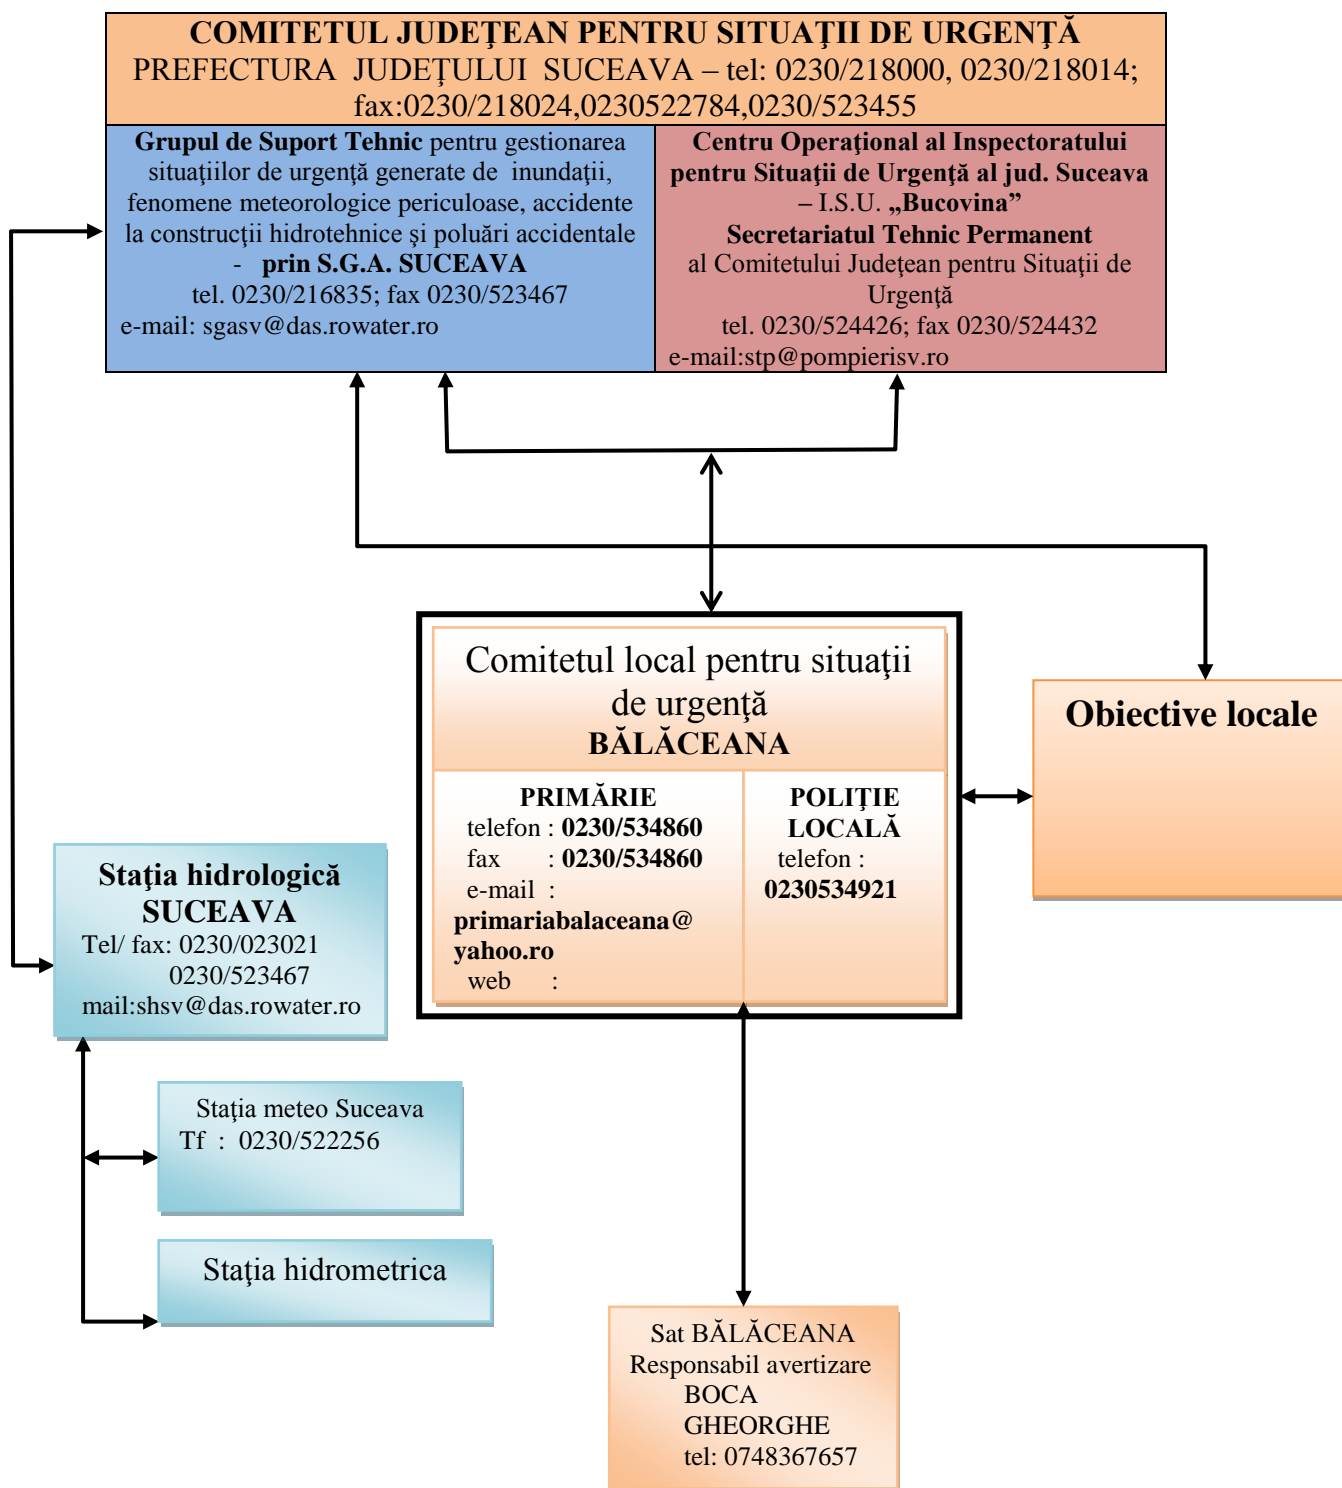 COMITETUL JUDEŢEAN PENTRU SITUAŢII DE URGENŢĂ
PREFECTURA JUDEŢULUI SUCEAVA – tel: 0230/218000, 0230/218014;
fax:0230/218024,0230522784,0230/523455
Grupul de Suport Tehnic pentru gestionarea
situaţiilor de urgenţă generate de inundaţii,
fenomene meteorologice periculoase, accidente
la construcţii hidrotehnice şi poluări accidentale
- prin S.G.A. SUCEAVA
tel. 0230/216835; fax 0230/523467
e-mail: sgasv@das.rowater.ro
Centru Operaţional al Inspectoratului
pentru Situaţii de Urgenţă al jud. Suceava
– I.S.U. „Bucovina”
Secretariatul Tehnic Permanent
al Comitetului Judeţean pentru Situaţii de
Urgenţă
tel. 0230/524426; fax 0230/524432
e-mail:stp@pompierisv.ro
Comitetul local pentru situaţii
de urgenţă
BĂLĂCEANA
PRIMĂRIE
telefon : 0230/534860
fax : 0230/534860
e-mail :
primariabalaceana@
yahoo.ro
web :
POLIŢIE
LOCALĂ
telefon :
0230534921
Obiective locale
Staţia hidrologică
SUCEAVA
Tel/ fax: 0230/023021
0230/523467
mail:shsv@das.rowater.ro
Staţia meteo Suceava
Tf : 0230/522256
Staţia hidrometrica
Sat BĂLĂCEANA
Responsabil avertizare
BOCA
GHEORGHE
tel: 0748367657